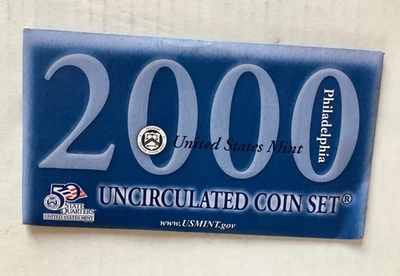 2000
Philadelphia
United States Mint
50
STATE
QUARTERS
UNITED STATES MINT
UNCIRCULATED COIN SET®
www.USMINT.gov